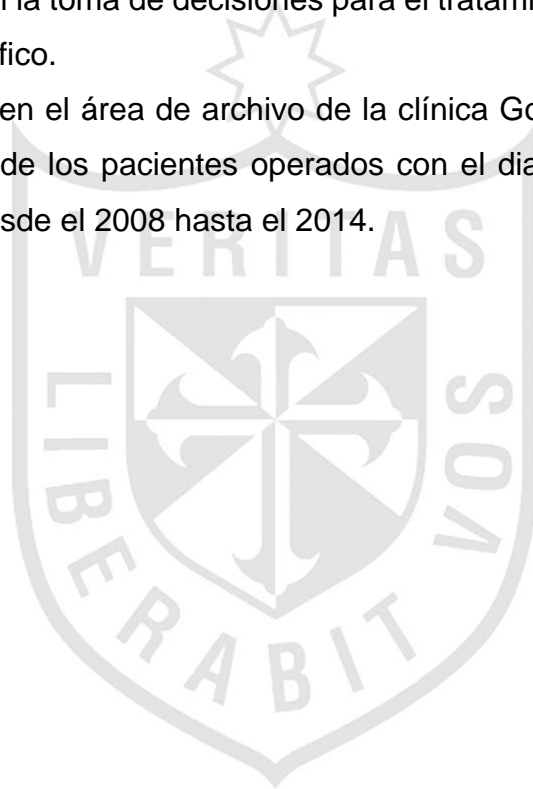 la toma de decisiones para el tratami
fico.
en el área de archivo de la clínica Go
de los pacientes operados con el dia
sde el 2008 hasta el 2014.
VERITAS
LIBERABIT
VOS